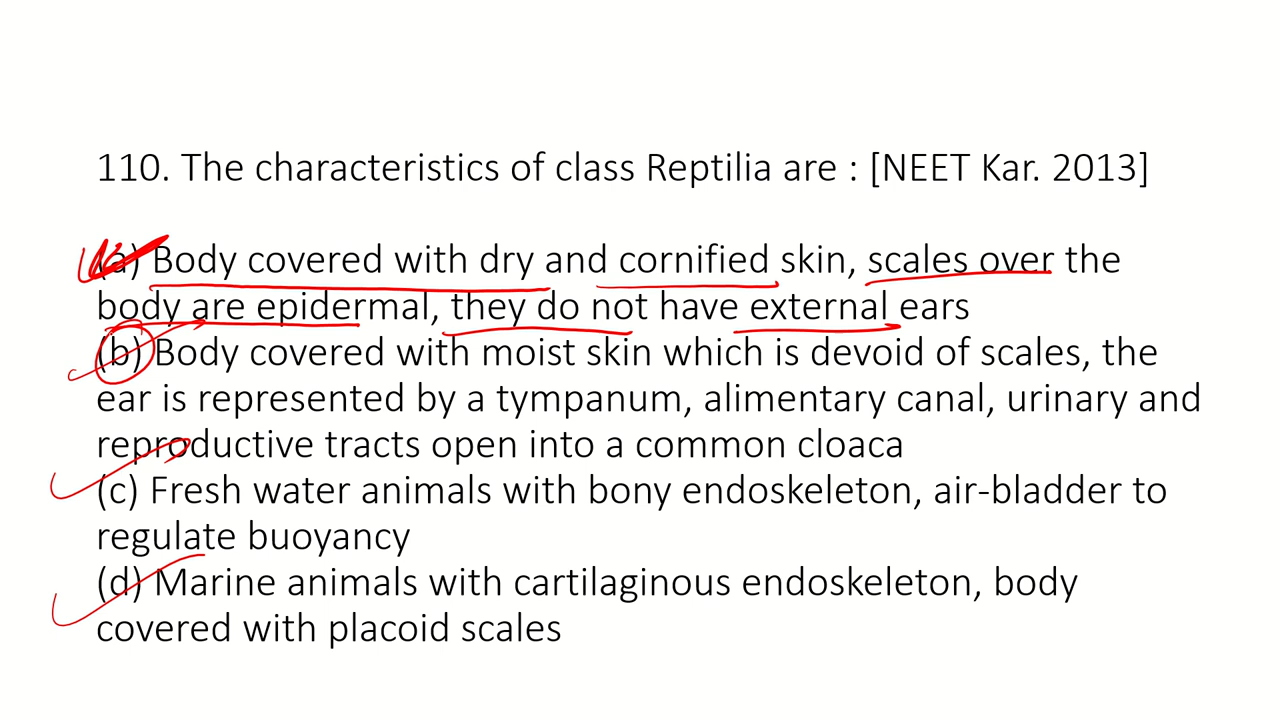 110. The characteristics of class Reptilia are : [NEET Kar. 2013]
(a) Body covered with dry and cornified skin, scales over the
body are epidermal, they do not have external ears
(b) Body covered with moist skin which is devoid of scales, the
ear is represented by a tympanum, alimentary canal, urinary and
reproductive tracts open into a common cloaca
(c) Fresh water animals with bony endoskeleton, air-bladder to
regulate buoyancy
(d) Marine animals with cartilaginous endoskeleton, body
covered with placoid scales